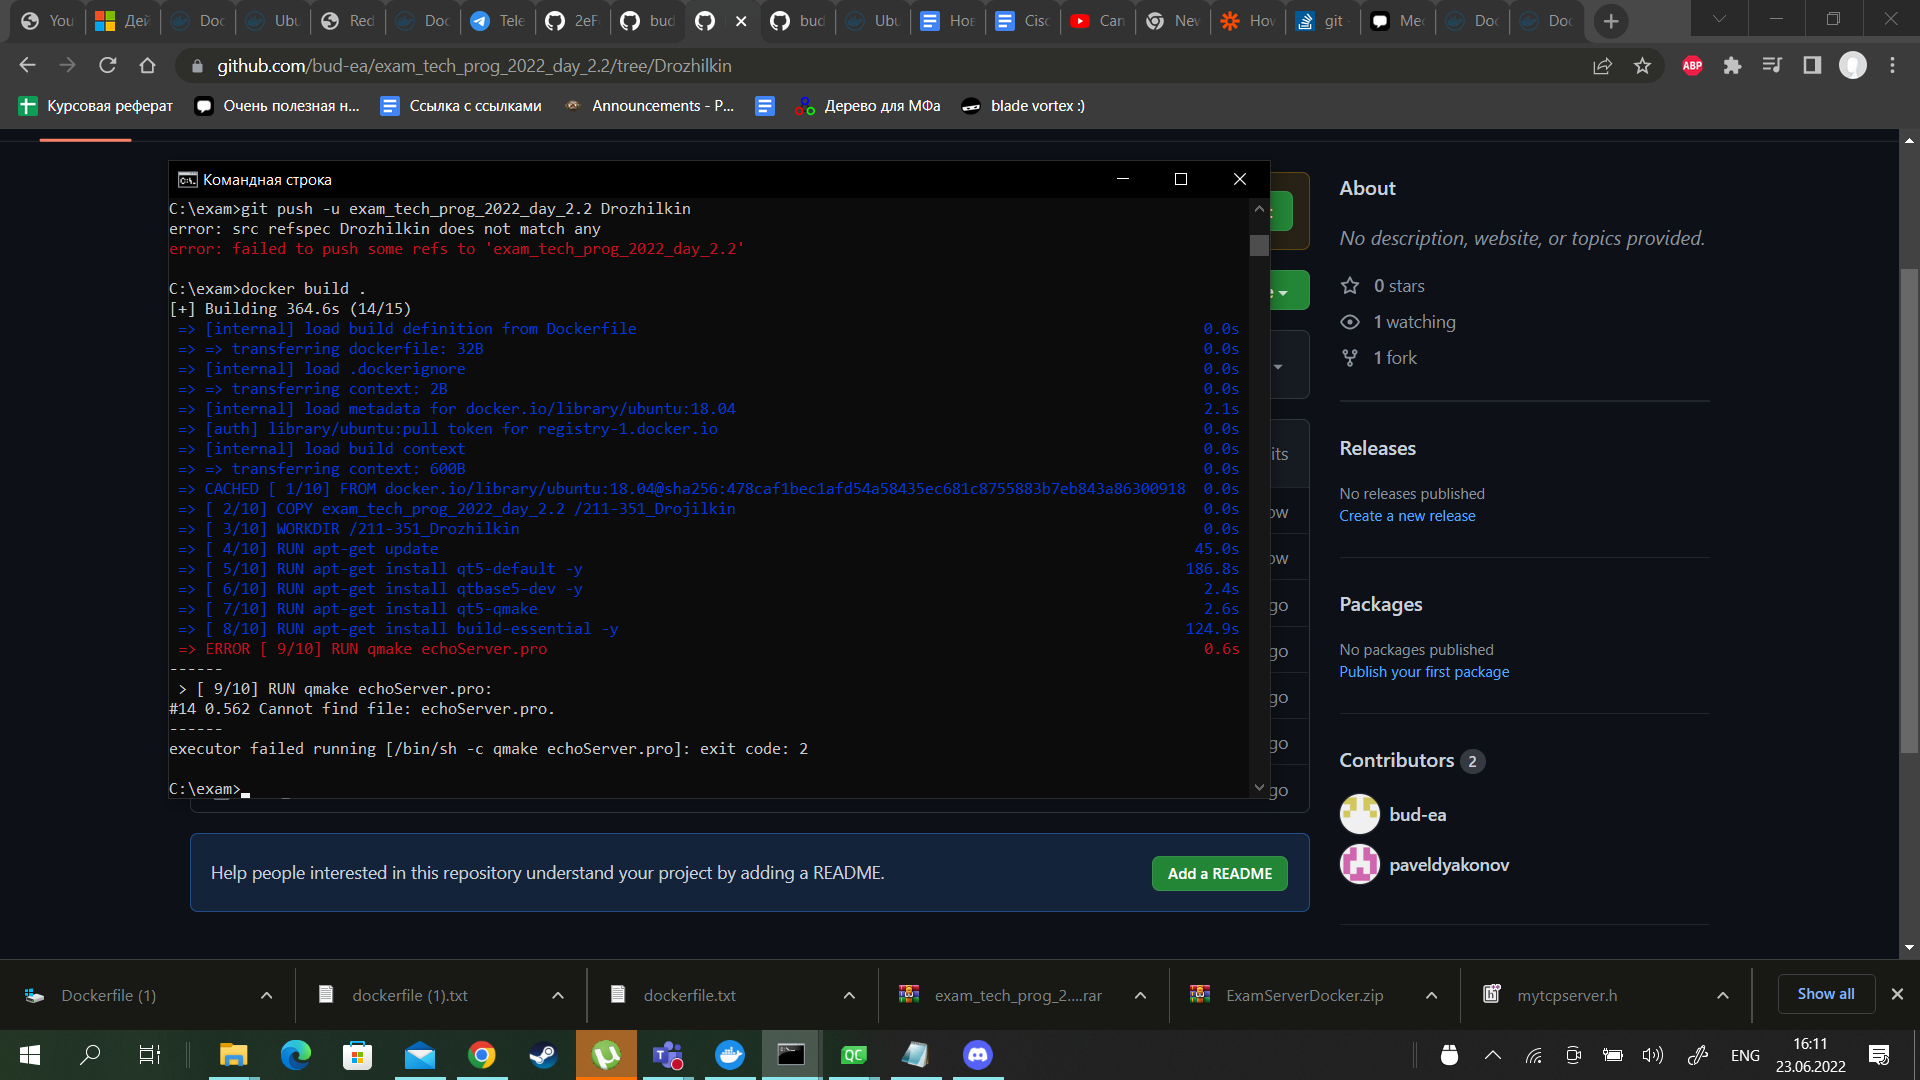 You
Дей
Doc
Ubu
Red
Doc
Tele
2eF
bud
bud
Ubu
Нов
Cisc
Can
New
How
git -
Мес
Doc
Doc
github.com/bud-ea/exam_tech_prog_2022_day_2.2/tree/Drozhilkin
ABP
Курсовая реферат
Очень полезная н...
Ссылка с ссылками
Announcements - P...
Дерево для МФа
blade vortex :)
Командная строка
C:\exam>git push -u exam_tech_prog_2022_day_2.2 Drozhilkin
error: src refspec Drozhilkin does not match any
error: failed to push some refs to 'exam_tech_prog_2022_day_2.2'
C:\exam>docker build .
[+] Building 364.6s (14/15)
=> [internal] load build definition from Dockerfile 0.0s
=> => transferring dockerfile: 32B 0.0s
=> [internal] load .dockerignore 0.0s
=> => transferring context: 2B 0.0s
=> [internal] load metadata for docker.io/library/ubuntu:18.04 2.1s
=> [auth] library/ubuntu:pull token for registry-1.docker.io 0.0s
=> [internal] load build context 0.0s
=> => transferring context: 600B 0.0s
=> CACHED [ 1/10] FROM docker.io/library/ubuntu:18.04@sha256:478caf1bec1afd54a58435ec681c8755883b7eb843a86300918 0.0s
=> [ 2/10] COPY exam_tech_prog_2022_day_2.2 /211-351_Drojilkin 0.0s
=> [ 3/10] WORKDIR /211-351_Drozhilkin 0.0s
=> [ 4/10] RUN apt-get update 45.0s
=> [ 5/10] RUN apt-get install qt5-default -y 186.8s
=> [ 6/10] RUN apt-get install qtbase5-dev -y 2.4s
=> [ 7/10] RUN apt-get install qt5-qmake 2.6s
=> [ 8/10] RUN apt-get install build-essential -y 124.9s
=> ERROR [ 9/10] RUN qmake echoServer.pro 0.6s
------
> [ 9/10] RUN qmake echoServer.pro:
#14 0.562 Cannot find file: echoServer.pro.
------
executor failed running [/bin/sh -c qmake echoServer.pro]: exit code: 2
C:\exam>
its
ow
ow
go
go
go
go
go
About
No description, website, or topics provided.
0 stars
1 watching
1 fork
Releases
No releases published
Create a new release
Packages
No packages published
Publish your first package
Contributors 2
bud-ea
paveldyakonov
Help people interested in this repository understand your project by adding a README.
Add a README
Dockerfile (1)
dockerfile (1).txt
dockerfile.txt
exam_tech_prog_2....rar
ExamServerDocker.zip
mytcpserver.h
Show all
QC
ENG
16:11
23.06.2022